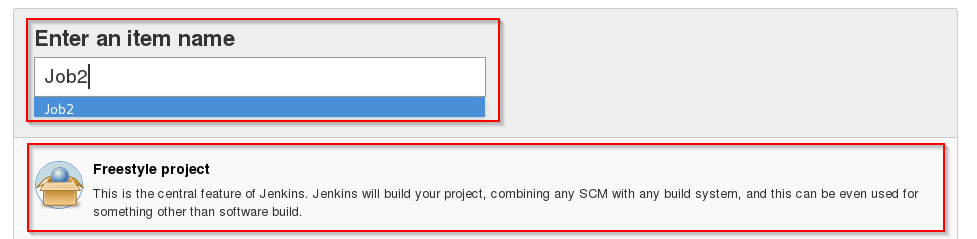 Enter an item name
Job2
Job2
Freestyle project
This is the central feature of Jenkins. Jenkins will build your project, combining any SCM with any build system, and this can be even used for
something other than software build.